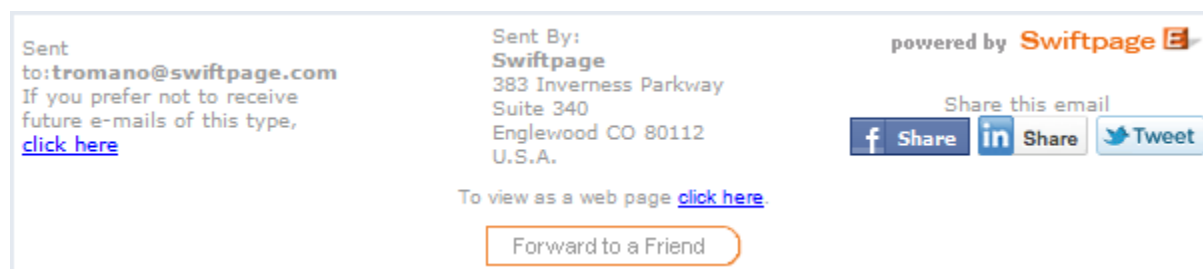 Sent
to:tromano@swiftpage.com
If you prefer not to receive
future e-mails of this type,
click here
Sent By:
Swiftpage
383 Inverness Parkway
Suite 340
Englewood CO 80112
U.S.A.
powered by Swiftpage E
Share this email
f Share in Share Tweet
To view as a web page click here.
Forward to a Friend